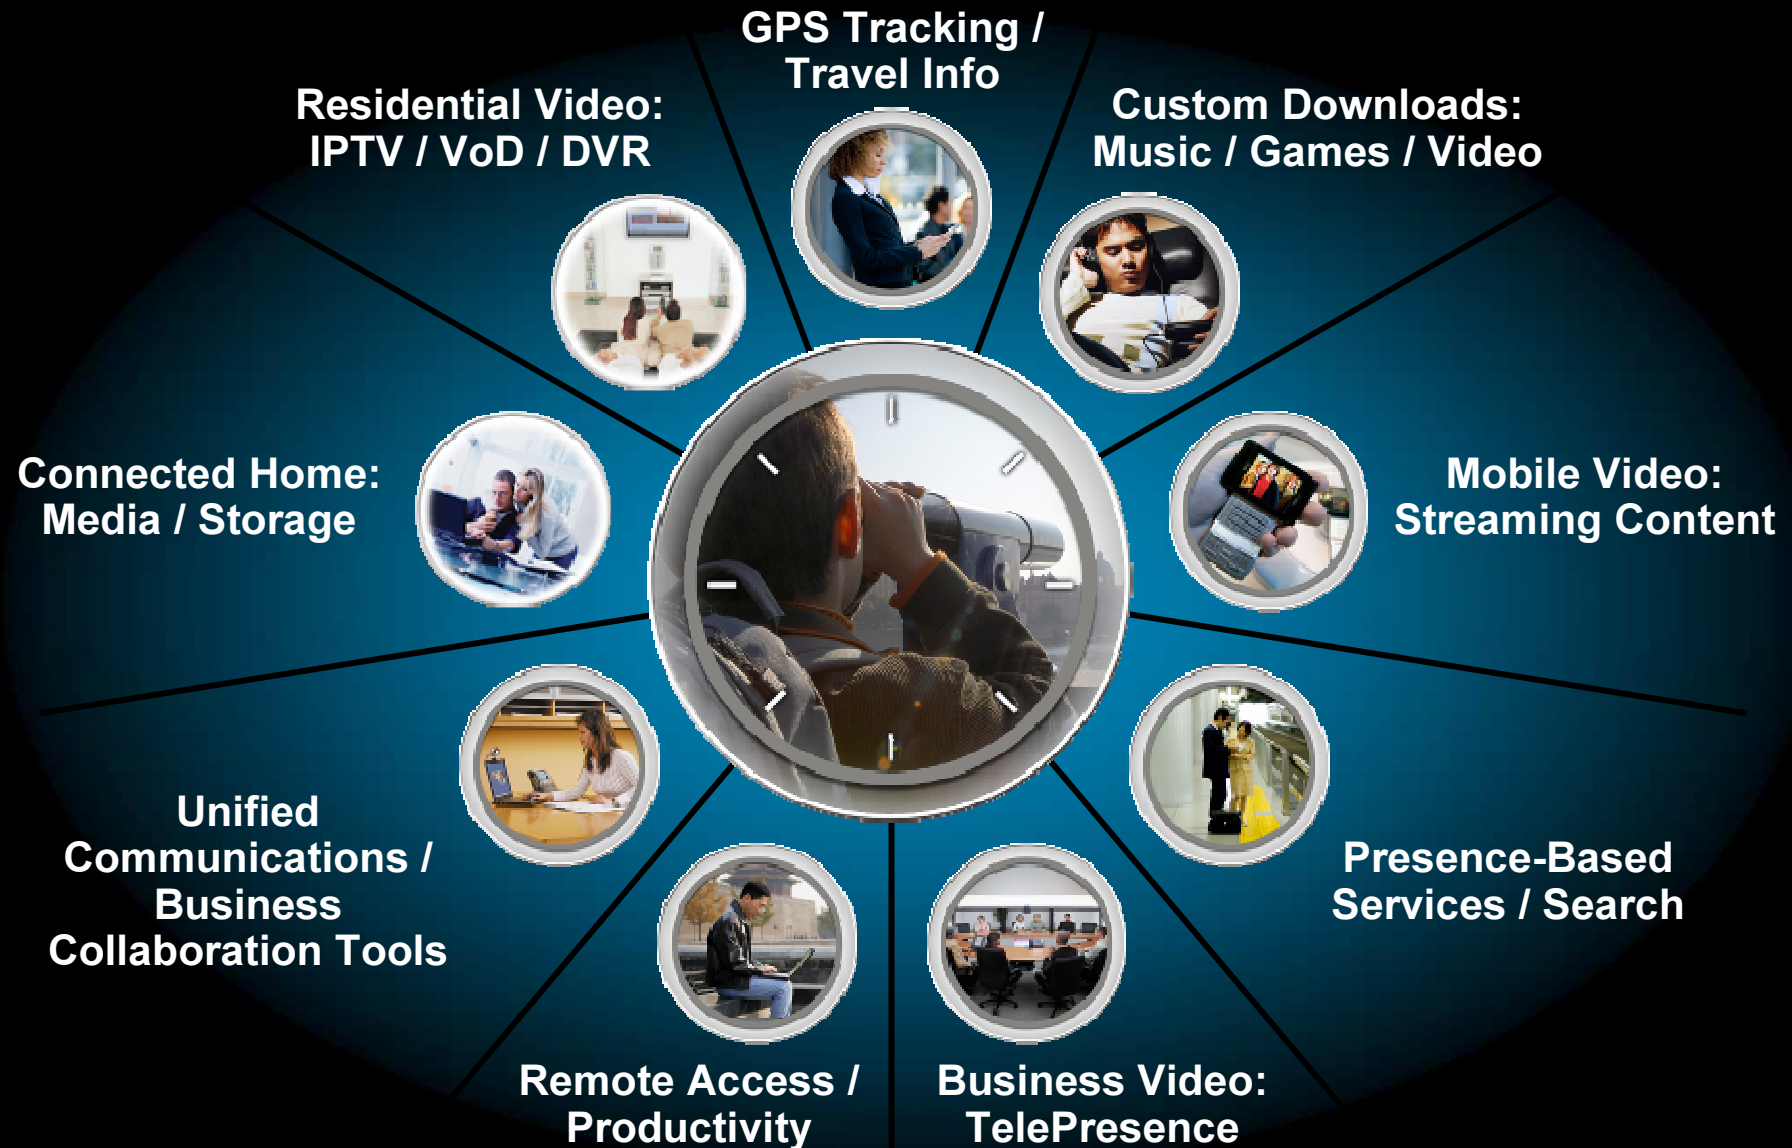 GPS Tracking /
Travel Info
Custom Downloads:
Music / Games / Video
Mobile Video:
Streaming Content
Presence-Based
Services / Search
Business Video:
TelePresence
Remote Access /
Productivity
Unified
Communications /
Business
Collaboration Tools
Connected Home:
Media / Storage
Residential Video:
IPTV / VoD / DVR